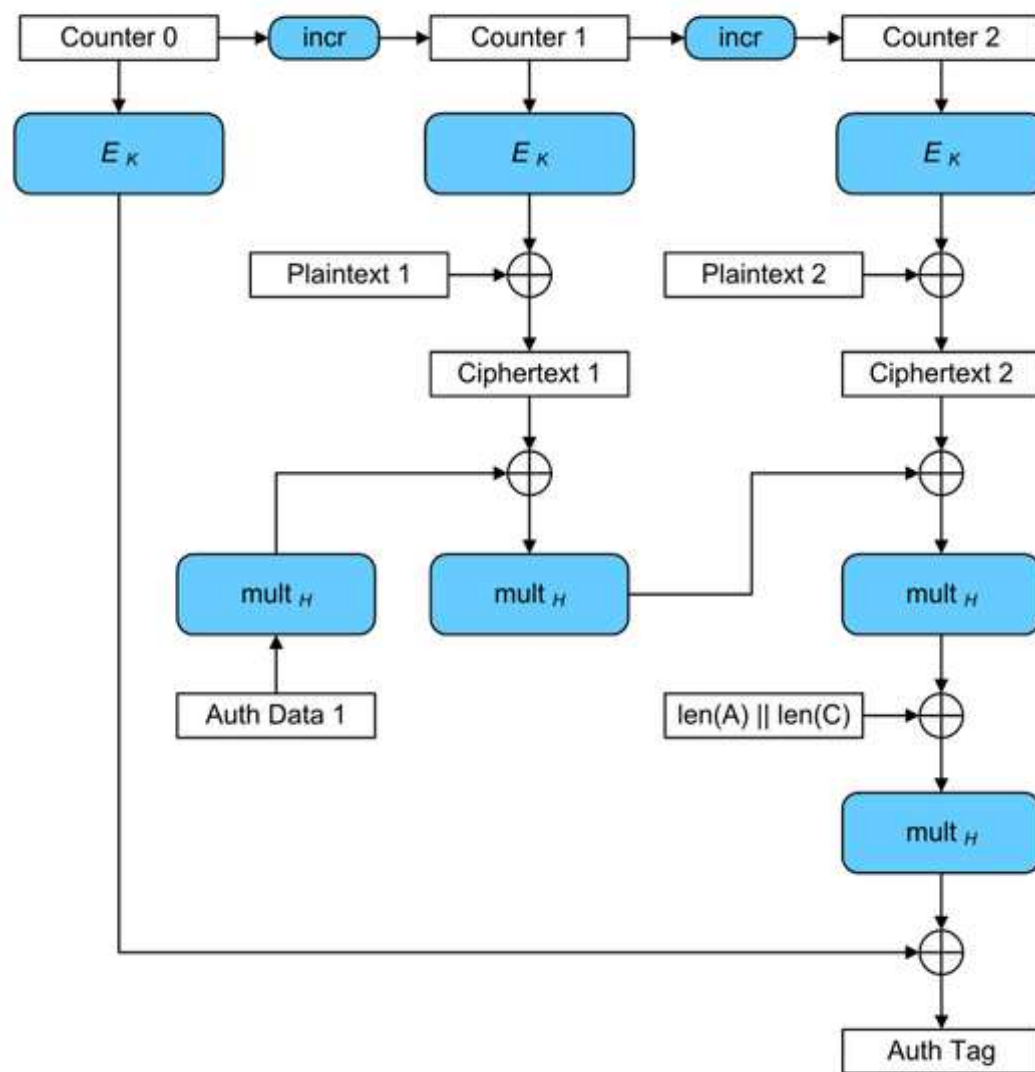 Counter 0
incr
Counter 1
incr
Counter 2
E K
E K
E K
Plaintext 1
Plaintext 2
Ciphertext 1
Ciphertext 2
mult H
mult H
mult H
Auth Data 1
len(A) || len(C)
mult H
Auth Tag